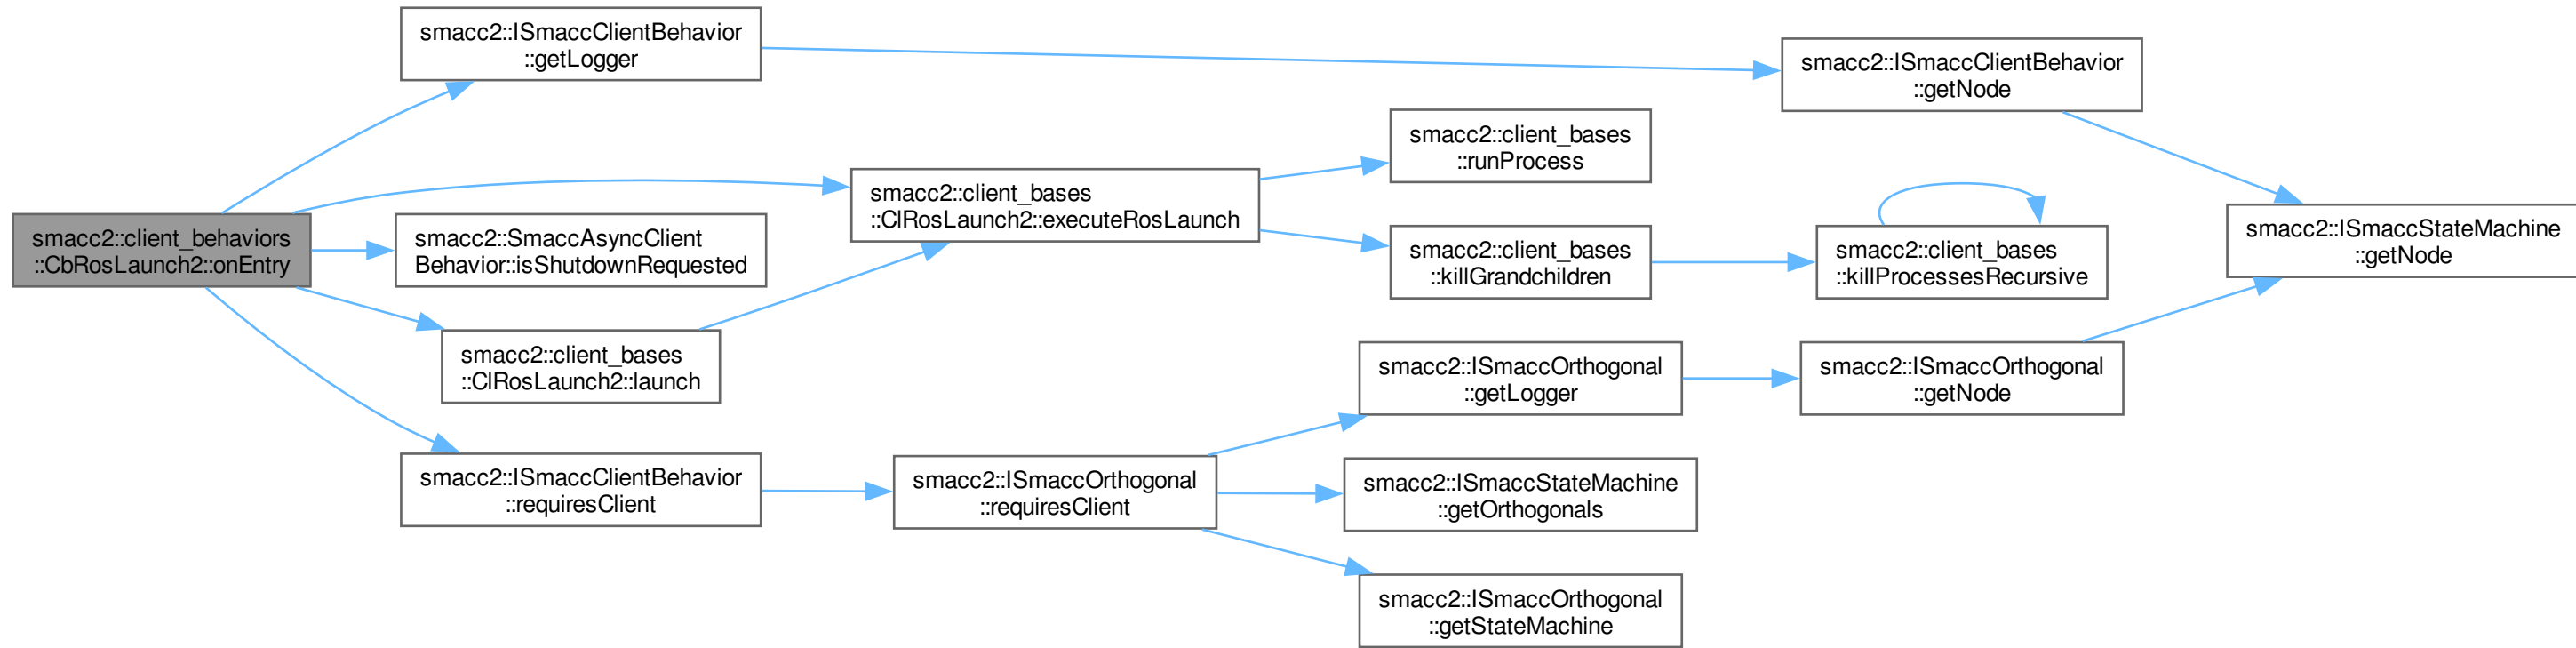 smacc2::client_behaviors
::CbRosLaunch2::onEntry
smacc2::ISmaccClientBehavior
::getLogger
smacc2::SmaccAsyncClient
Behavior::isShutdownRequested
smacc2::client_bases
::ClRosLaunch2::launch
smacc2::ISmaccClientBehavior
::requiresClient
smacc2::client_bases
::ClRosLaunch2::executeRosLaunch
smacc2::ISmaccOrthogonal
::requiresClient
smacc2::client_bases
::runProcess
smacc2::client_bases
::killGrandchildren
smacc2::ISmaccOrthogonal
::getLogger
smacc2::ISmaccStateMachine
::getOrthogonals
smacc2::ISmaccOrthogonal
::getStateMachine
smacc2::ISmaccClientBehavior
::getNode
smacc2::client_bases
::killProcessesRecursive
smacc2::ISmaccOrthogonal
::getNode
smacc2::ISmaccStateMachine
::getNode